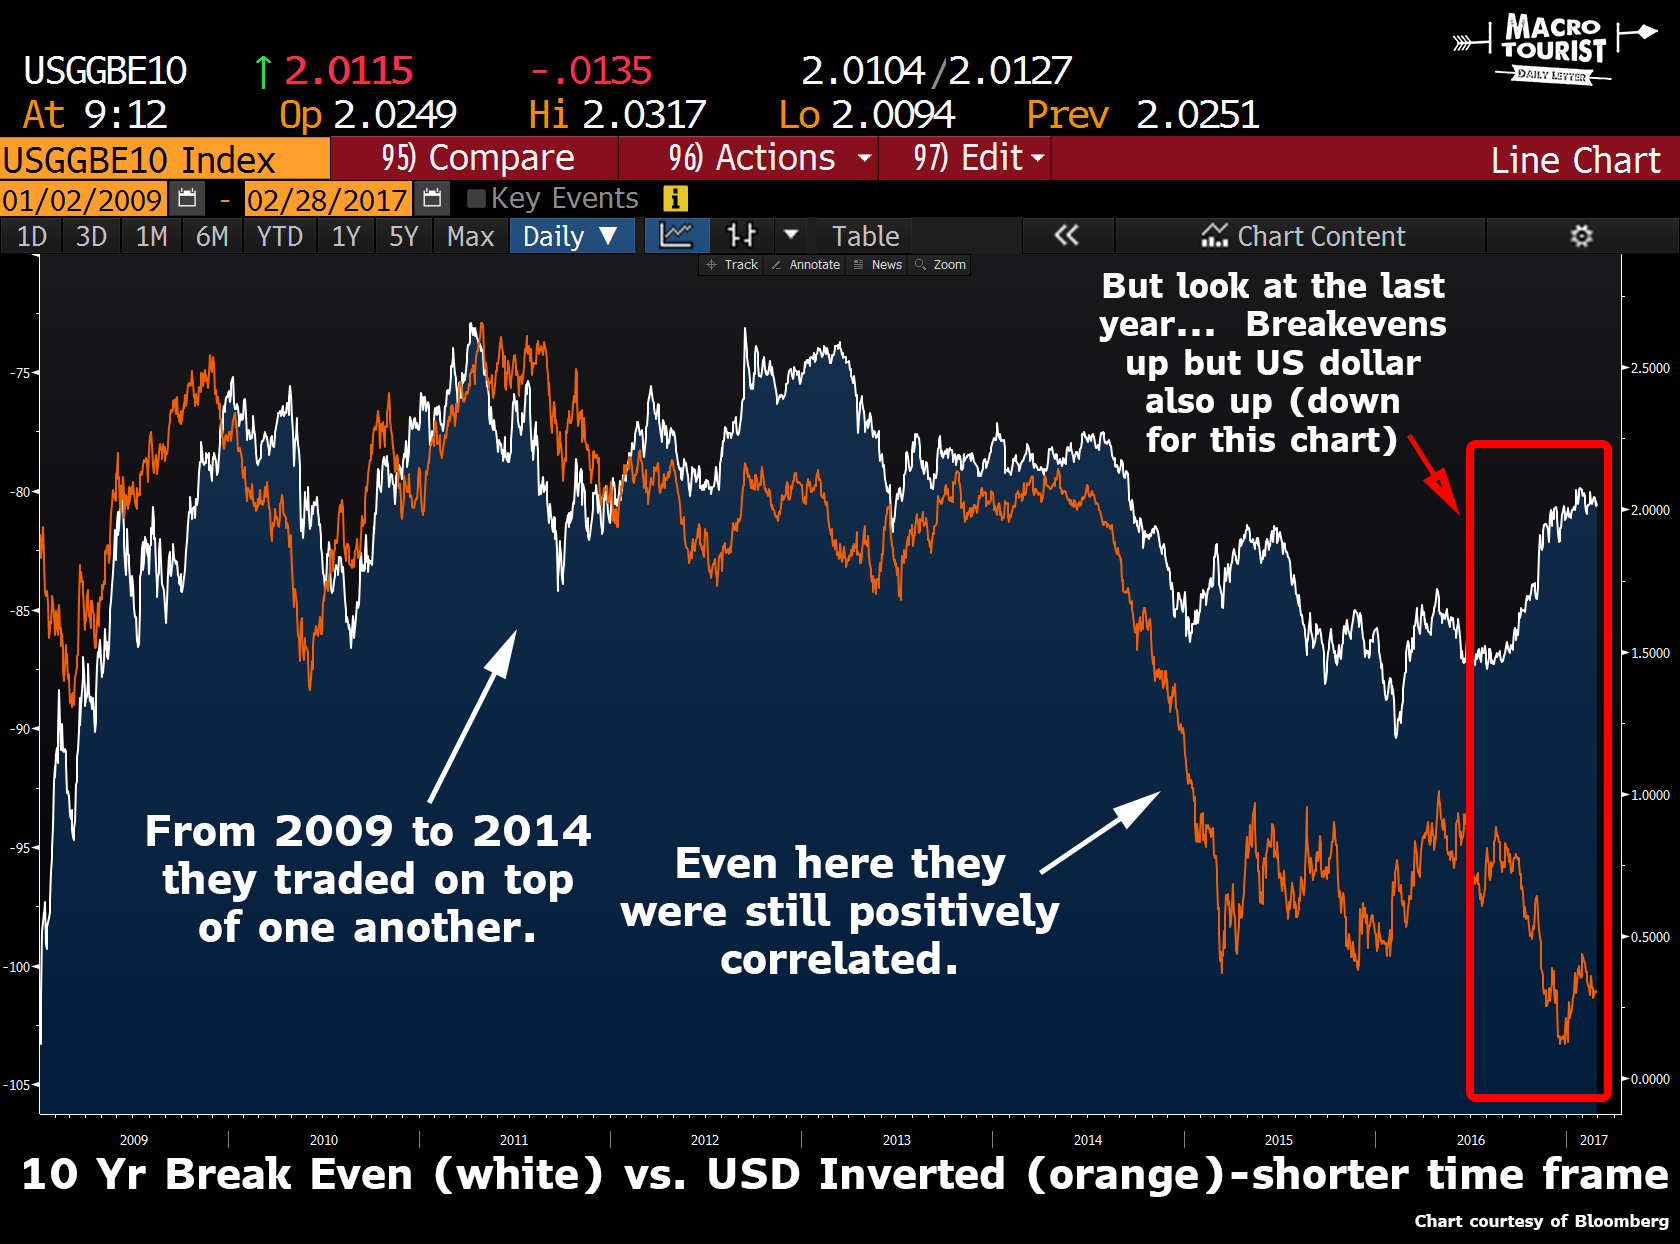 MACRO
TOURIST
DAILY LETTER
USGGBE10 ↑ 2.0115 -.0135 2.0104/2.0127
At 9:12 Op 2.0249 Hi 2.0317 Lo 2.0094 Prev 2.0251
USGGBE10 Index 95) Compare 96) Actions 97) Edit Line Chart
01/02/2009 - 02/28/2017 Key Events i
1D 3D 1M 6M YTD 1Y 5Y Max Daily ▼ Table « Chart Content
Track Annotate News Zoom
But look at the last
year... Breakevens
up but US dollar
also up (down
for this chart)
-75
-80
-85
-90
-95
-100
-105
2.5000
2.0000
1.5000
1.0000
0.5000
0.0000
From 2009 to 2014
they traded on top
of one another.
Even here they
were still positively
correlated.
2009 2010 2011 2012 2013 2014 2015 2016 2017
10 Yr Break Even (white) vs. USD Inverted (orange)-shorter time frame
Chart courtesy of Bloomberg